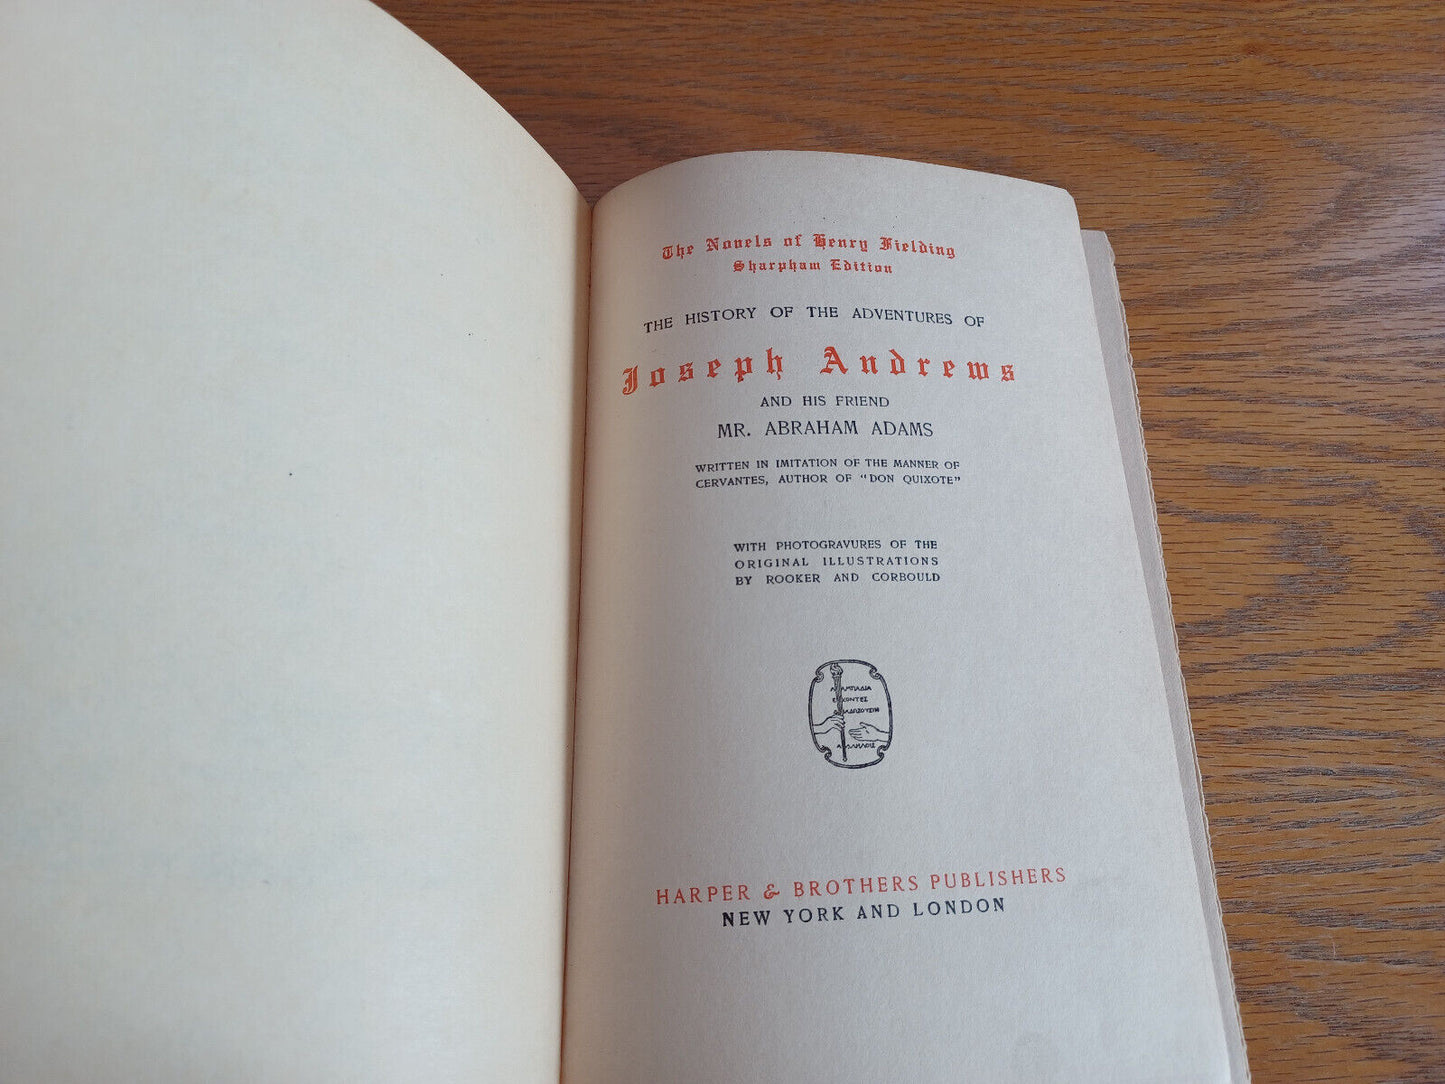 The Novels of Henry Fielding
Sharpham Edition
THE HISTORY OF THE ADVENTURES OF
Joseph Andrews
AND HIS FRIEND
MR. ABRAHAM ADAMS
WRITTEN IN IMITATION OF THE MANNER OF
CERVANTES, AUTHOR OF "DON QUIXOTE"
WITH PHOTOGRAVURES OF THE
ORIGINAL ILLUSTRATIONS
BY ROOKER AND CORBOULD
HARPER & BROTHERS PUBLISHERS
NEW YORK AND LONDON